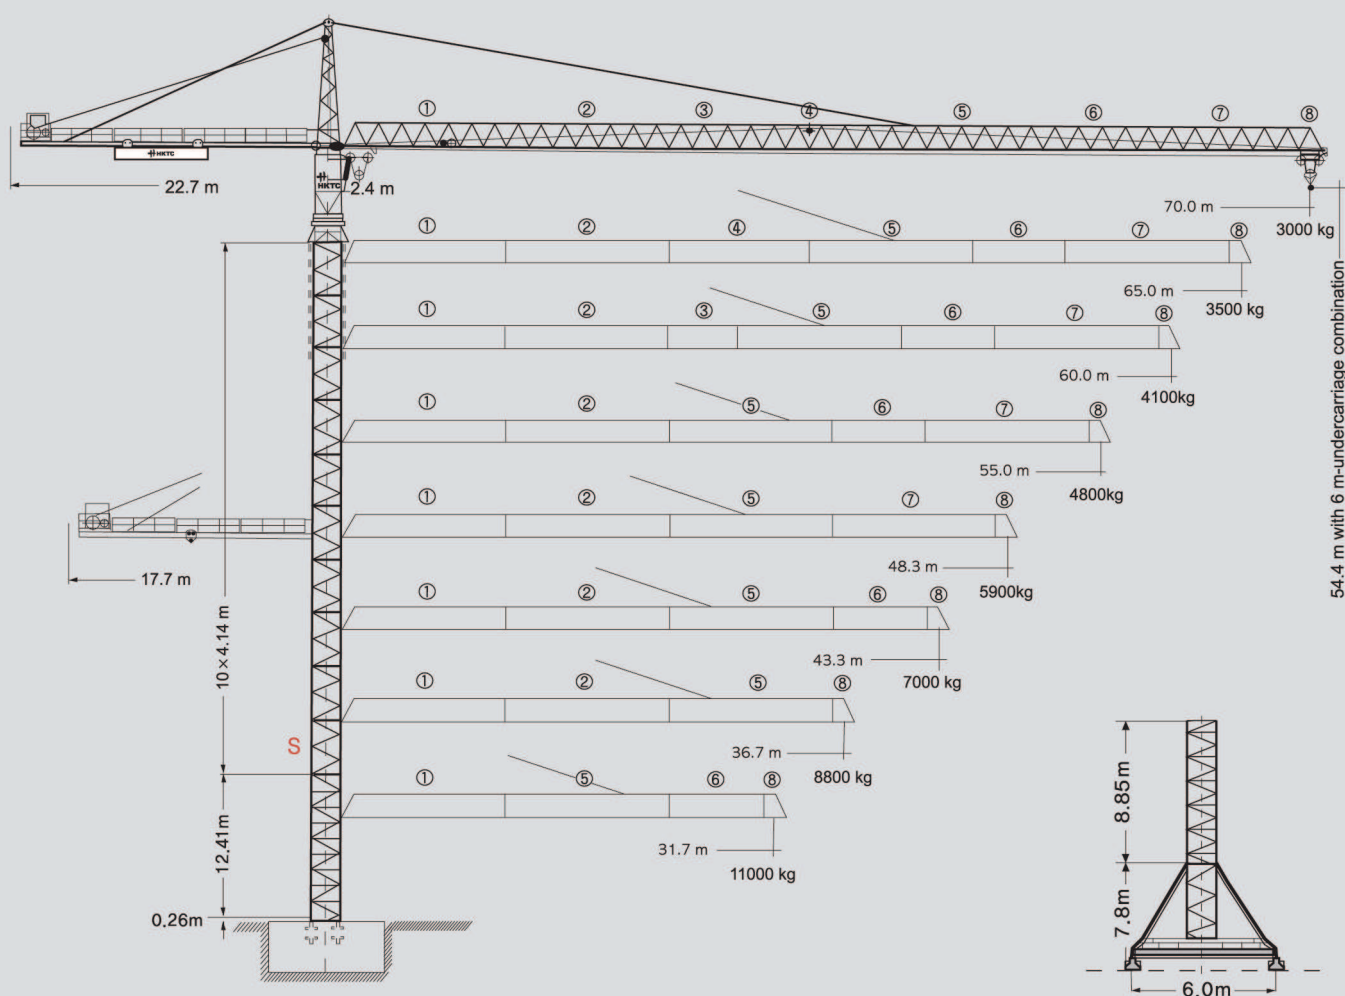 ① ② ③ ④ ⑤ ⑥ ⑦ ⑧
HKTC
22.7 m
HKTC
2.4 m
70.0 m
3000 kg
① ② ④ ⑤ ⑥ ⑦ ⑧
65.0 m
3500 kg
① ② ③ ⑤ ⑥ ⑦ ⑧
60.0 m
4100kg
① ② ⑤ ⑥ ⑦ ⑧
55.0 m
4800kg
① ② ⑤ ⑦ ⑧
48.3 m
5900kg
17.7 m
① ② ⑤ ⑥ ⑧
43.3 m
7000 kg
① ② ⑤ ⑧
36.7 m
8800 kg
① ⑤ ⑥ ⑧
31.7 m
11000 kg
10×4.14 m
S
12.41m
0.26m
54.4 m with 6 m-undercarriage combination
8.85m
7.8m
6.0m